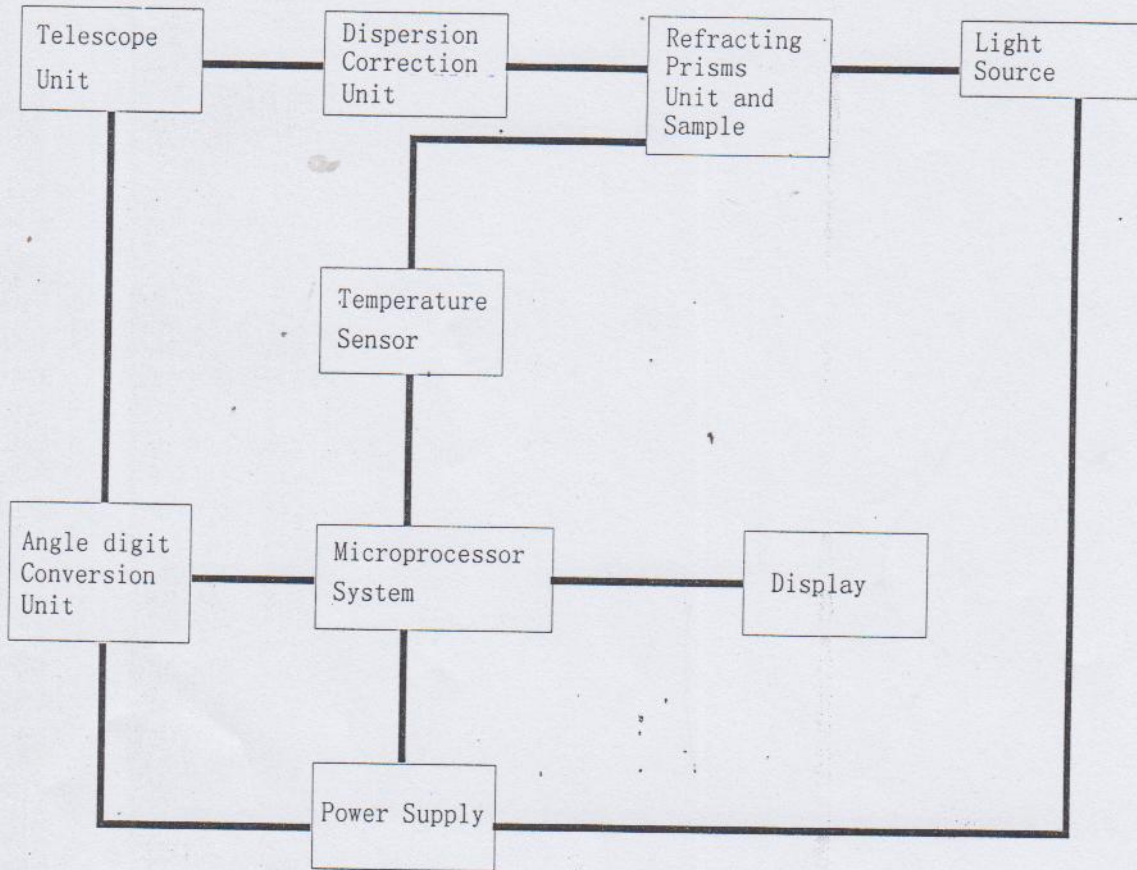 Telescope
Unit
Dispersion
Correction
Unit
Refracting
Prisms
Unit and
Sample
Light
Source
Temperature
Sensor
Angle digit
Conversion
Unit
Microprocessor
System
Display
Power Supply